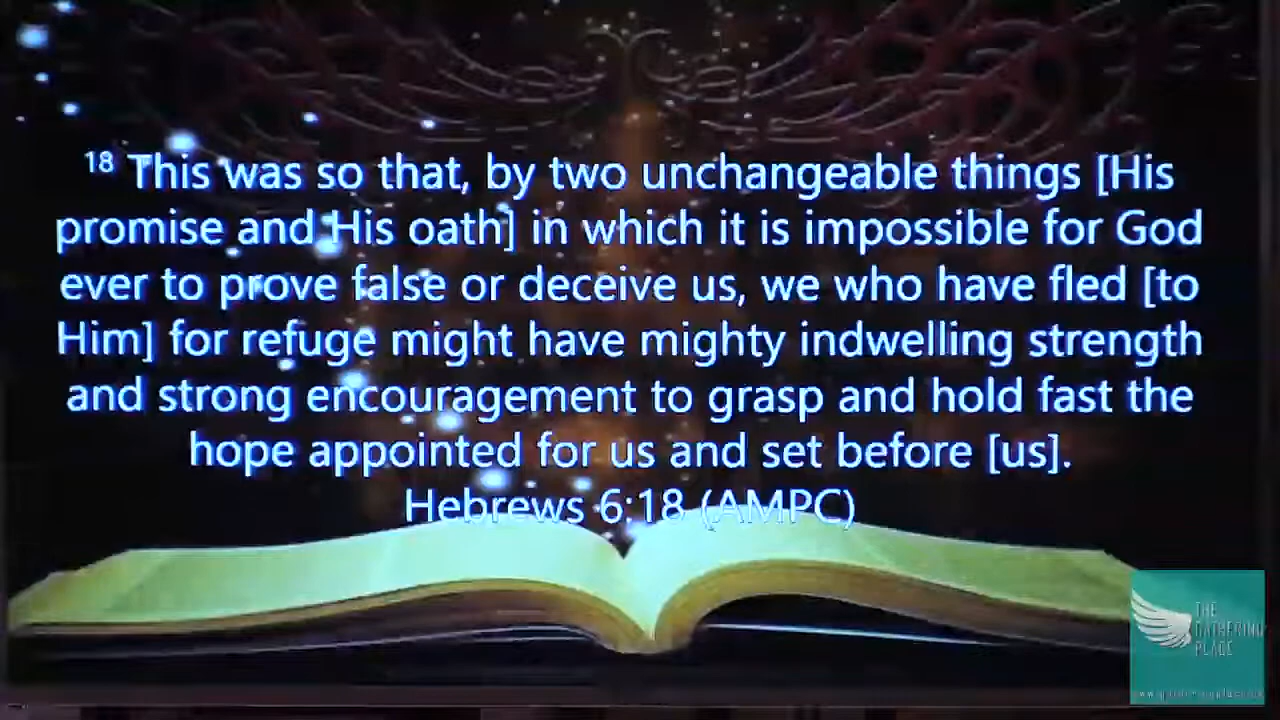 18 This was so that, by two unchangeable things [His
promise and His oath] in which it is impossible for God
ever to prove false or deceive us, we who have fled [to
Him] for refuge might have mighty indwelling strength
and strong encouragement to grasp and hold fast the
hope appointed for us and set before [us].
Hebrews 6:18 (AMPC)
THE
GATHERING
PLACE